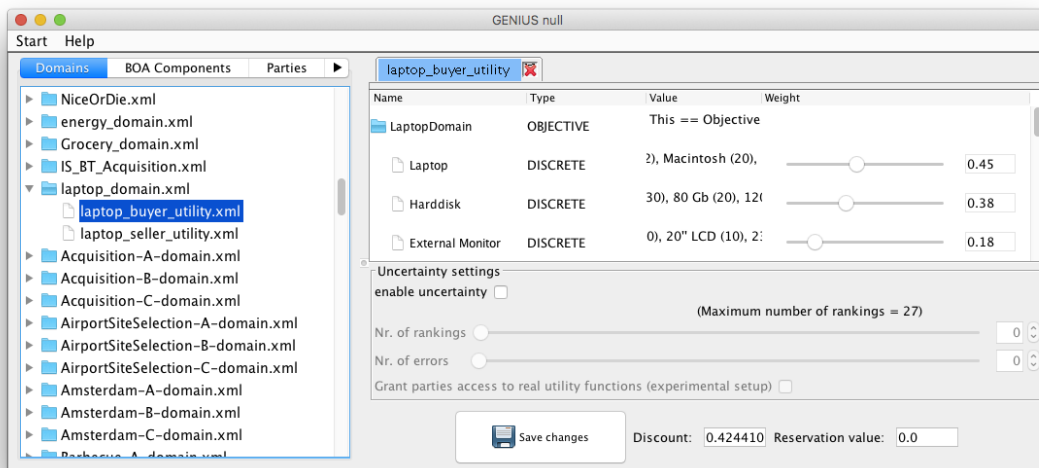 GENIUS null
Start Help
Domains BOA Components Parties
NiceOrDie.xml
energy_domain.xml
Grocery_domain.xml
IS_BT_Acquisition.xml
laptop_domain.xml
laptop_buyer_utility.xml
laptop_seller_utility.xml
Acquisition-A-domain.xml
Acquisition-B-domain.xml
Acquisition-C-domain.xml
AirportSiteSelection-A-domain.xml
AirportSiteSelection-B-domain.xml
AirportSiteSelection-C-domain.xml
Amsterdam-A-domain.xml
Amsterdam-B-domain.xml
Amsterdam-C-domain.xml
Barbecue-A-domain.xml
laptop_buyer_utility
Name Type Value Weight
LaptopDomain OBJECTIVE This == Objective
Laptop DISCRETE 2), Macintosh (20), 0.45
Harddisk DISCRETE 30), 80 Gb (20), 120 0.38
External Monitor DISCRETE 0), 20" LCD (10), 23 0.18
Uncertainty settings
enable uncertainty
(Maximum number of rankings = 27)
Nr. of rankings 0
Nr. of errors 0
Grant parties access to real utility functions (experimental setup)
Save changes Discount: 0.424410 Reservation value: 0.0